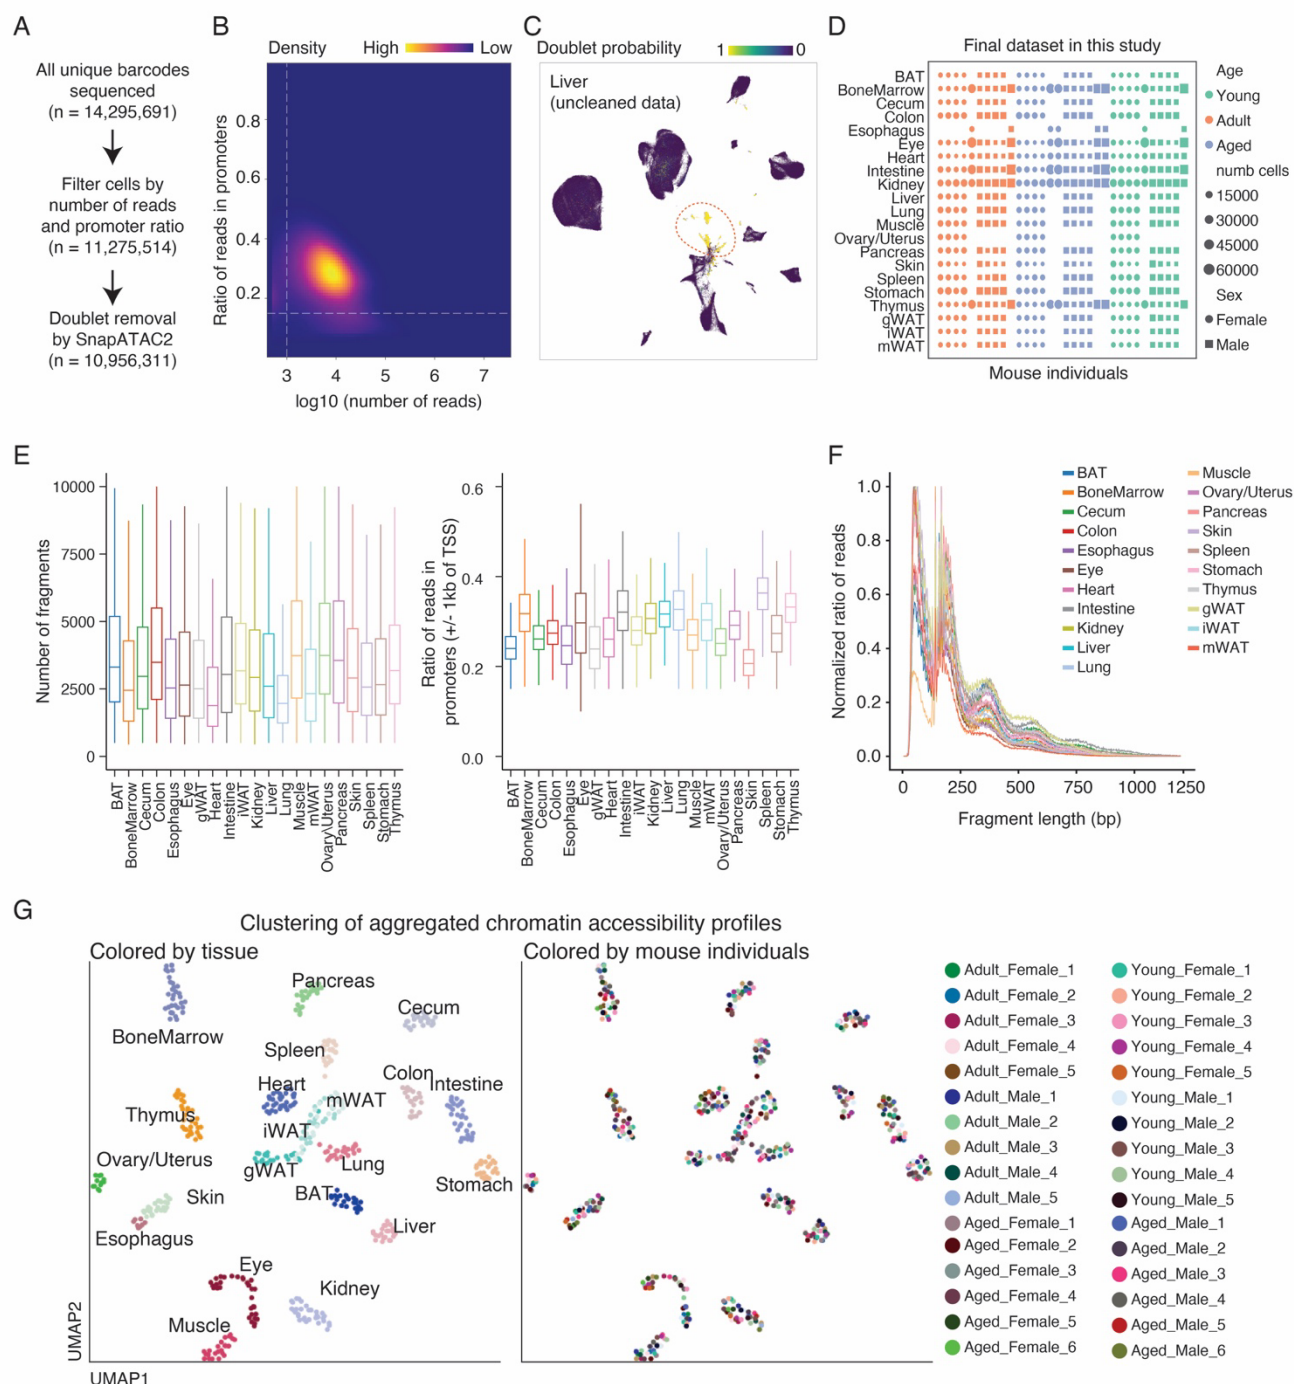 A
All unique barcodes
sequenced
(n = 14,295,691)
Filter cells by
number of reads
and promoter ratio
(n = 11,275,514)
Doublet removal
by SnapATAC2
(n = 10,956,311)
B
Density
High
Low
Ratio of reads in promoters
0.8
0.6
0.4
0.2
3
4
5
6
7
log10 (number of reads)
C
Doublet probability
1
0
Liver
(uncleaned data)
D
Final dataset in this study
BAT
BoneMarrow
Cecum
Colon
Esophagus
Eye
Heart
Intestine
Kidney
Liver
Lung
Muscle
Ovary/Uterus
Pancreas
Skin
Spleen
Stomach
Thymus
gWAT
iWAT
mWAT
Mouse individuals
Age
Young
Adult
Aged
numb cells
15000
30000
45000
60000
Sex
Female
Male
E
Number of fragments
10000
7500
5000
2500
0
BAT
BoneMarrow
Cecum
Colon
Esophagus
Eye
gWAT
Heart
Intestine
iWAT
Kidney
Liver
Lung
Muscle
mWAT
Ovary/Uterus
Pancreas
Skin
Spleen
Stomach
Thymus
Ratio of reads in
promoters (+/- 1kb of TSS)
0.6
0.4
0.2
0.0
BAT
BoneMarrow
Cecum
Colon
Esophagus
Eye
gWAT
Heart
Intestine
iWAT
Kidney
Liver
Lung
Muscle
mWAT
Ovary/Uterus
Pancreas
Skin
Spleen
Stomach
Thymus
F
Normalized ratio of reads
1.0
0.8
0.6
0.4
0.2
0.0
0
250
500
750
1000
1250
Fragment length (bp)
BAT
BoneMarrow
Cecum
Colon
Esophagus
Eye
Heart
Intestine
Kidney
Liver
Lung
Muscle
Ovary/Uterus
Pancreas
Skin
Spleen
Stomach
Thymus
gWAT
iWAT
mWAT
G
Clustering of aggregated chromatin accessibility profiles
Colored by tissue
BoneMarrow
Pancreas
Cecum
Spleen
Heart
Colon
Intestine
mWAT
Thymus
iWAT
Ovary/Uterus
gWAT
Lung
Stomach
Skin
BAT
Esophagus
Liver
Eye
Kidney
Muscle
UMAP2
UMAP1
Colored by mouse individuals
Adult_Female_1
Adult_Female_2
Adult_Female_3
Adult_Female_4
Adult_Female_5
Adult_Male_1
Adult_Male_2
Adult_Male_3
Adult_Male_4
Adult_Male_5
Aged_Female_1
Aged_Female_2
Aged_Female_3
Aged_Female_4
Aged_Female_5
Aged_Female_6
Young_Female_1
Young_Female_2
Young_Female_3
Young_Female_4
Young_Female_5
Young_Male_1
Young_Male_2
Young_Male_3
Young_Male_4
Young_Male_5
Aged_Male_1
Aged_Male_2
Aged_Male_3
Aged_Male_4
Aged_Male_5
Aged_Male_6